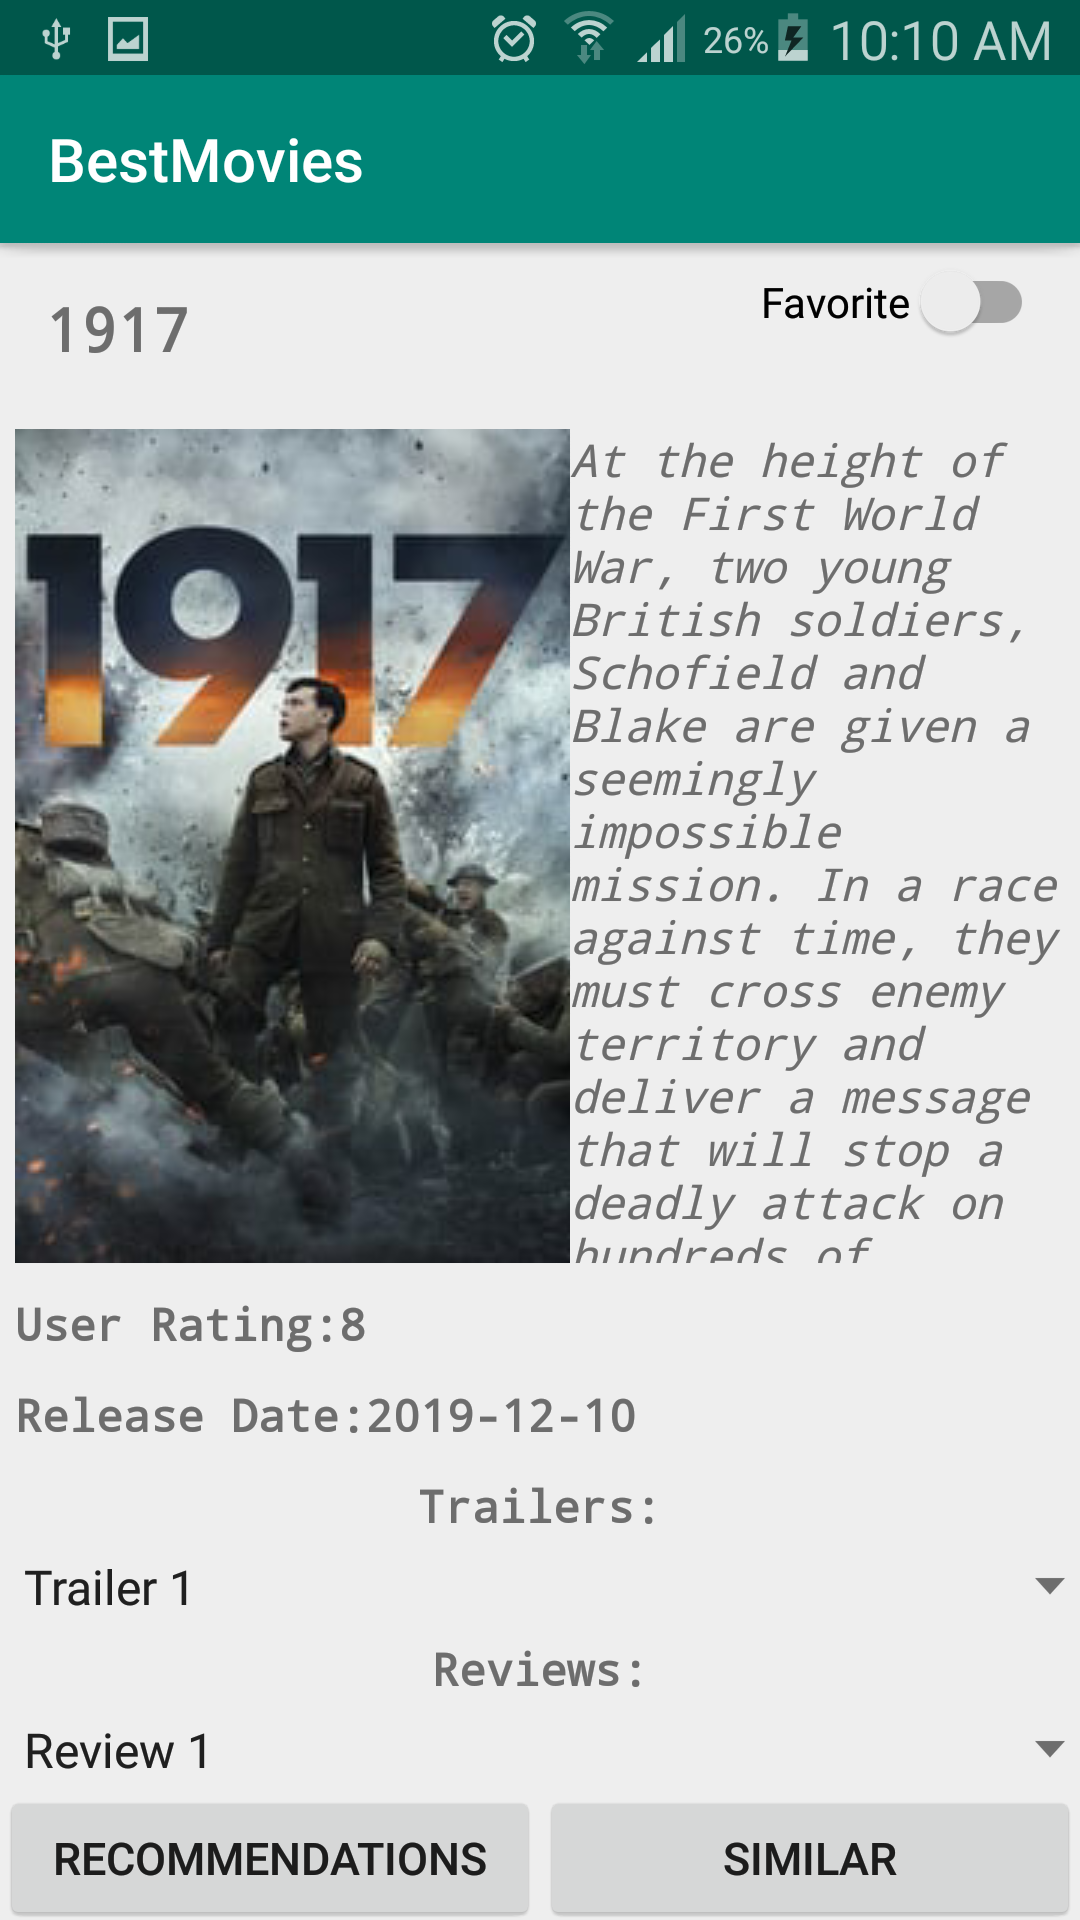 26% 10:10 AM
BestMovies
1917
Favorite
1917
At the height of
the First World
War, two young
British soldiers,
Schofield and
Blake are given a
seemingly
impossible
mission. In a race
against time, they
must cross enemy
territory and
deliver a message
that will stop a
deadly attack on
hundreds of
User Rating:8
Release Date:2019-12-10
Trailers:
Trailer 1
Reviews:
Review 1
RECOMMENDATIONS
SIMILAR